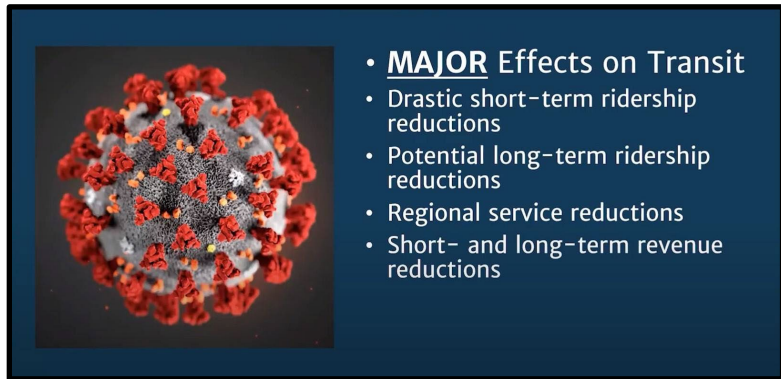 • MAJOR Effects on Transit
• Drastic short-term ridership
reductions
• Potential long-term ridership
reductions
• Regional service reductions
• Short- and long-term revenue
reductions